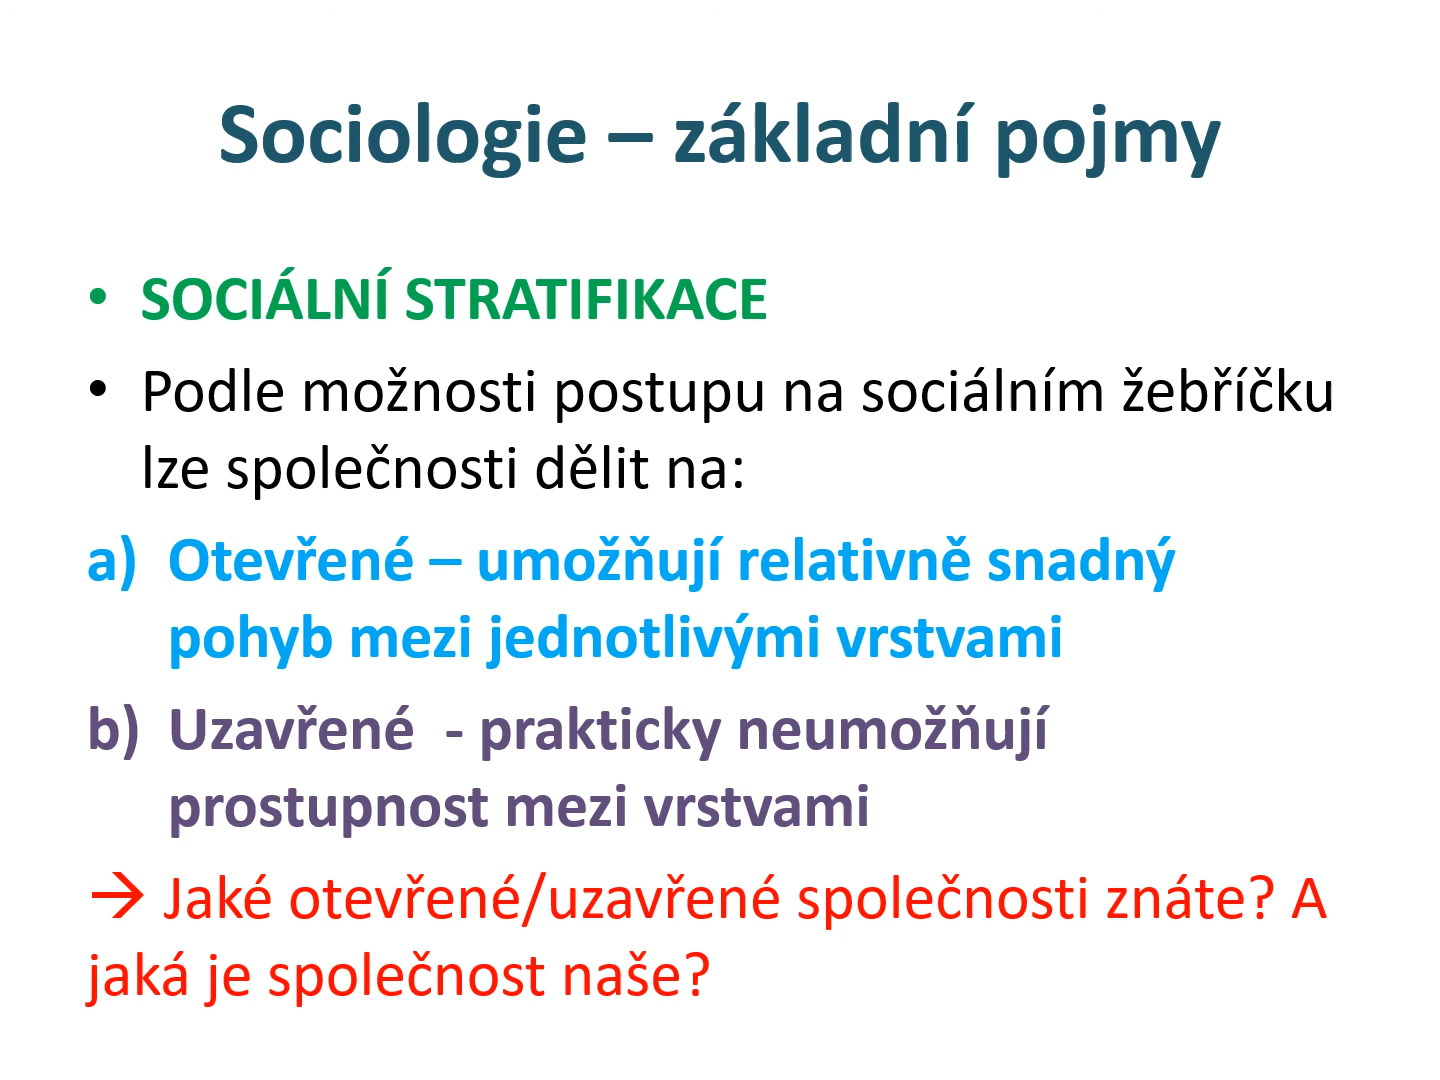 Sociologie – základní pojmy
• SOCIÁLNÍ STRATIFIKACE
• Podle možnosti postupu na sociálním žebříčku
lze společnosti dělit na:
a) Otevřené – umožňují relativně snadný
pohyb mezi jednotlivými vrstvami
b) Uzavřené  - prakticky neumožňují
prostupnost mezi vrstvami
→ Jaké otevřené/uzavřené společnosti znáte? A
jaká je společnost naše?